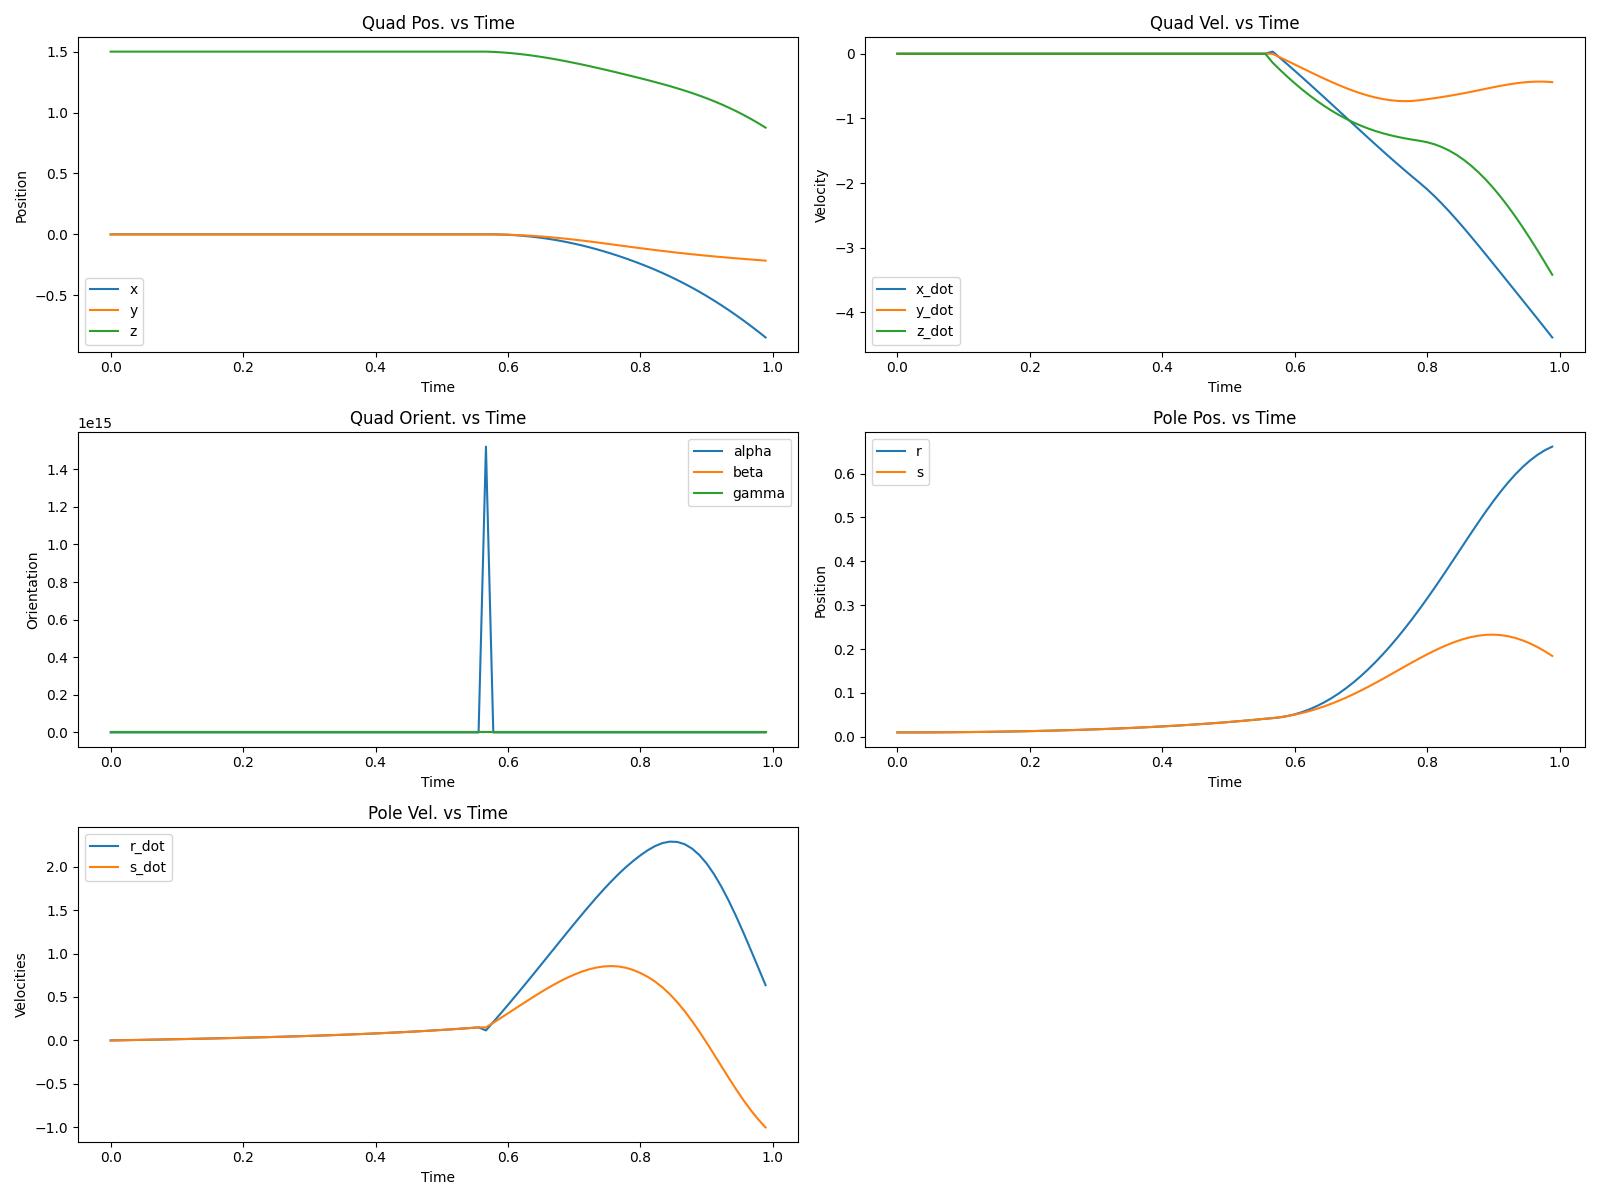 Quad Pos. vs Time
1.5
1.0
0.5
0.0
−0.5
Position
x
y
z
0.0 0.2 0.4 0.6 0.8 1.0
Time
Quad Vel. vs Time
0
−1
−2
−3
−4
Velocity
x_dot
y_dot
z_dot
0.0 0.2 0.4 0.6 0.8 1.0
Time
Quad Orient. vs Time
1e15
1.4
1.2
1.0
0.8
0.6
0.4
0.2
0.0
Orientation
alpha
beta
gamma
0.0 0.2 0.4 0.6 0.8 1.0
Time
Pole Pos. vs Time
0.6
0.5
0.4
0.3
0.2
0.1
0.0
Position
r
s
0.0 0.2 0.4 0.6 0.8 1.0
Time
Pole Vel. vs Time
2.0
1.5
1.0
0.5
0.0
−0.5
−1.0
Velocities
r_dot
s_dot
0.0 0.2 0.4 0.6 0.8 1.0
Time